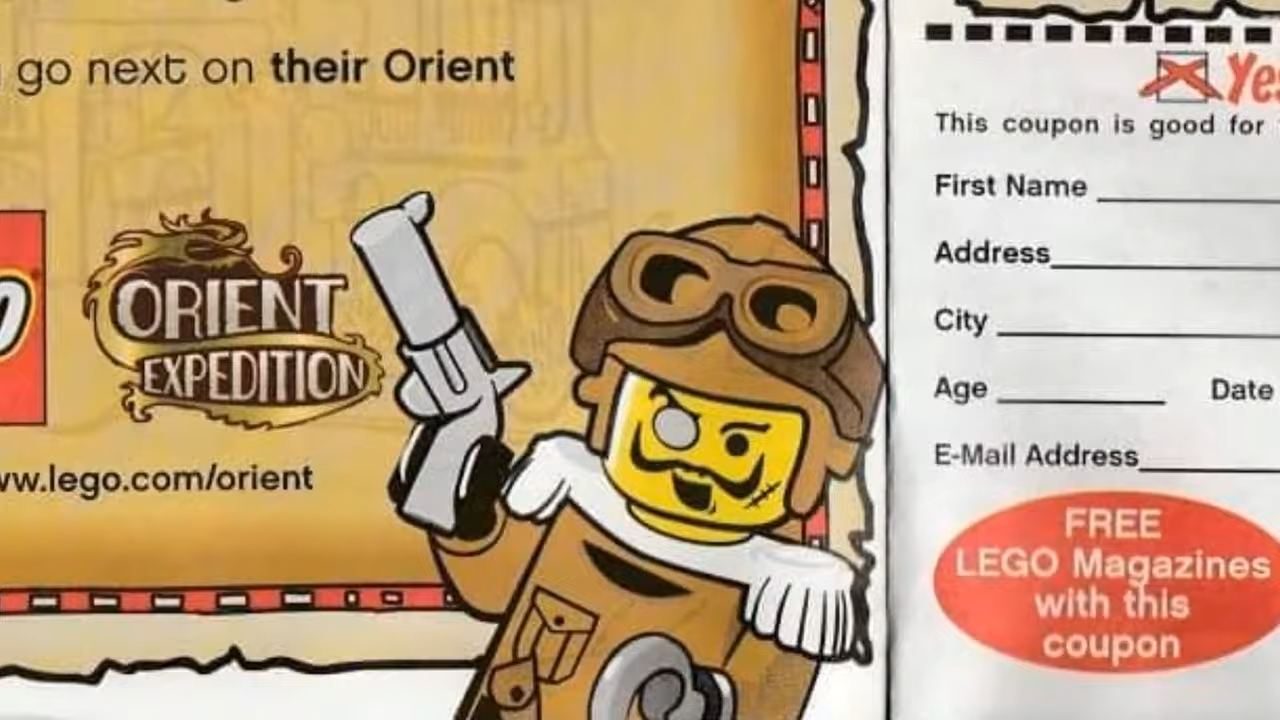 go next on their Orient
ORIENT
EXPEDITION
ww.lego.com/orient
Yes
This coupon is good for
First Name
Address
City
Age Date
E-Mail Address
FREE
LEGO Magazines
with this
coupon